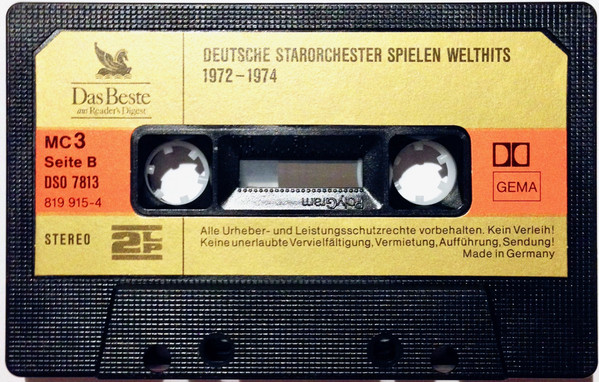 DEUTSCHE STARORCHESTER SPIELEN WELTHITS
1972–1974
Das Beste
aus Reader's Digest
MC 3
Seite B
DSO 7813
819 915-4
STEREO
2LP
PolyGram
GEMA
Alle Urheber- und Leistungsschutzrechte vorbehalten. Kein Verleih!
Keine unerlaubte Vervielfältigung, Vermietung, Aufführung, Sendung!
Made in Germany